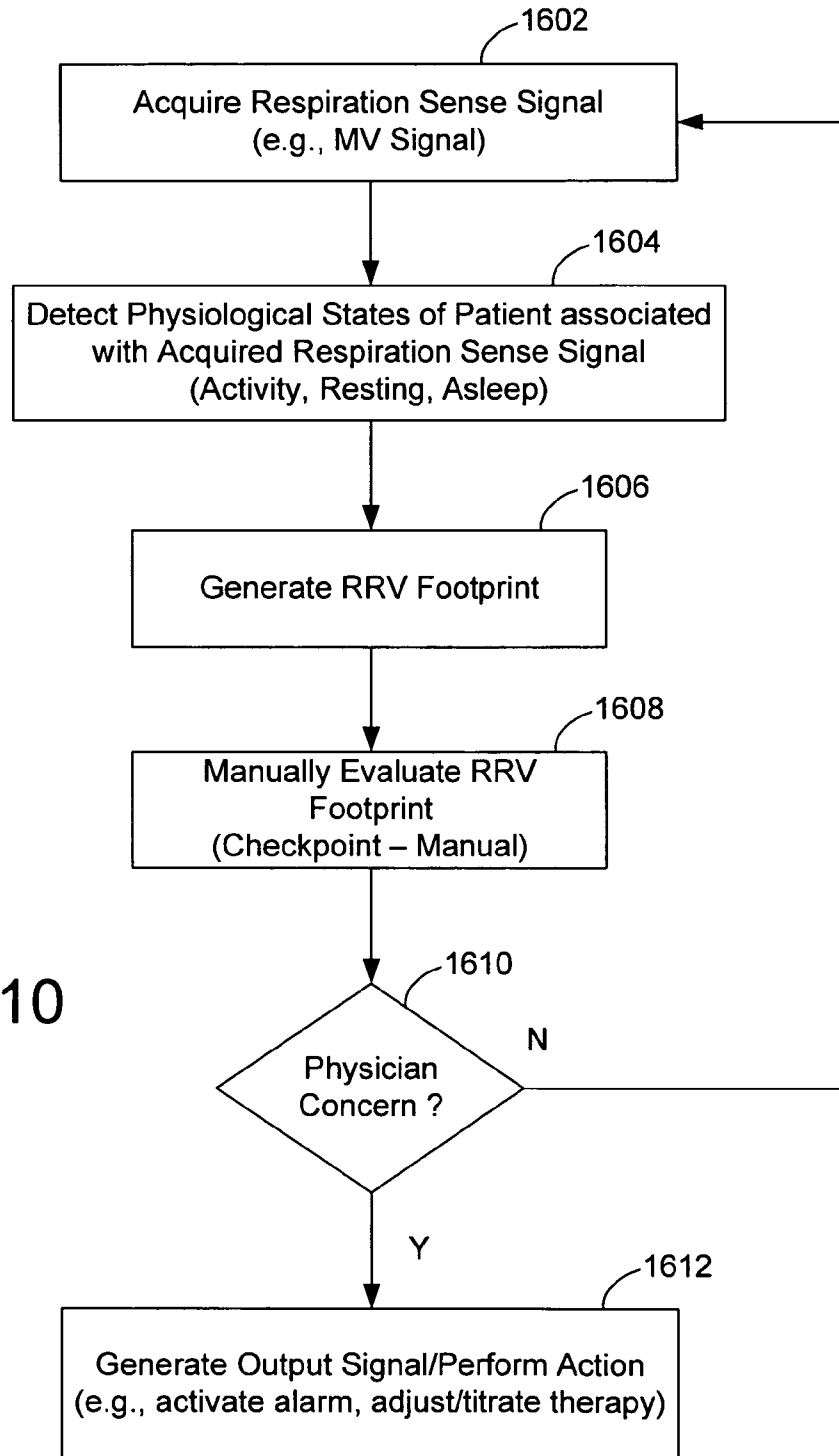 1602
Acquire Respiration Sense Signal
(e.g., MV Signal)
1604
Detect Physiological States of Patient associated
with Acquired Respiration Sense Signal
(Activity, Resting, Asleep)
1606
Generate RRV Footprint
1608
Manually Evaluate RRV
Footprint
(Checkpoint – Manual)
10
1610
Physician
Concern ?
N
Y
1612
Generate Output Signal/Perform Action
(e.g., activate alarm, adjust/titrate therapy)